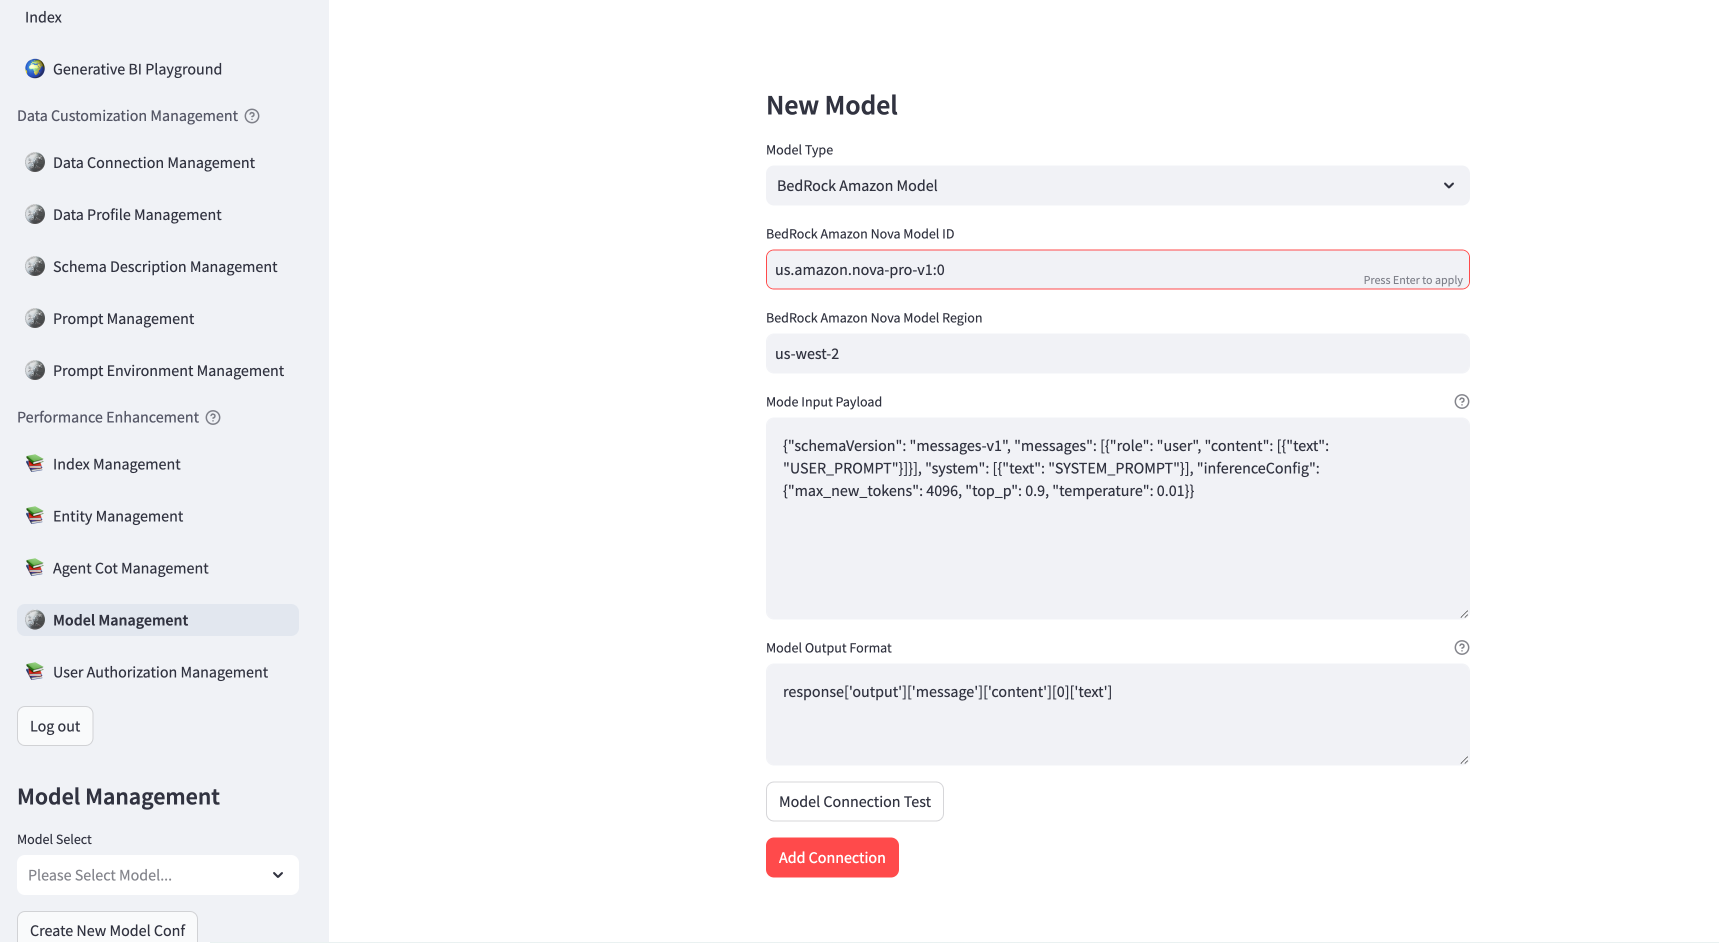 Index
Generative BI Playground
Data Customization Management
Data Connection Management
Data Profile Management
Schema Description Management
Prompt Management
Prompt Environment Management
Performance Enhancement
Index Management
Entity Management
Agent Cot Management
Model Management
User Authorization Management
Log out
Model Management
Model Select
Please Select Model...
Create New Model Conf
New Model
Model Type
BedRock Amazon Model
BedRock Amazon Nova Model ID
us.amazon.nova-pro-v1:0
Press Enter to apply
BedRock Amazon Nova Model Region
us-west-2
Mode Input Payload
{"schemaVersion": "messages-v1", "messages": [{"role": "user", "content": [{"text":
"USER_PROMPT"}]}], "system": [{"text": "SYSTEM_PROMPT"}], "inferenceConfig":
{"max_new_tokens": 4096, "top_p": 0.9, "temperature": 0.01}}
Model Output Format
response['output']['message']['content'][0]['text']
Model Connection Test
Add Connection